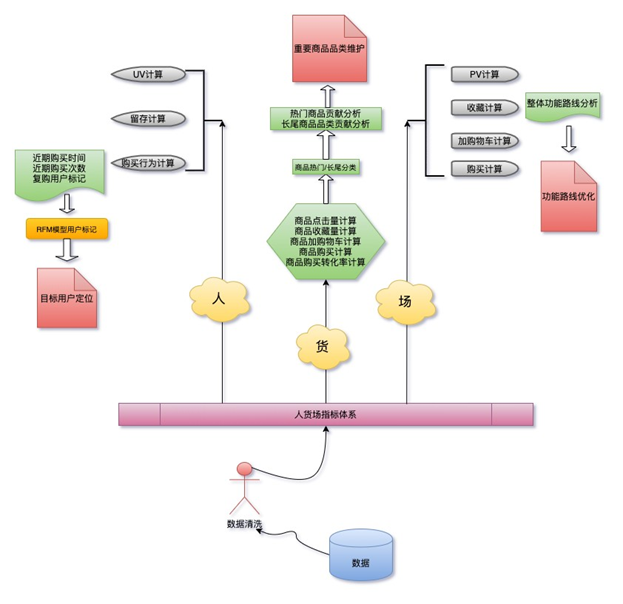 重要商品品类维护
UV计算
留存计算
购买行为计算
热门商品贡献分析
长尾商品品类贡献分析
商品热门/长尾分类
PV计算
收藏计算
加购物车计算
购买计算
整体功能路线分析
功能路线优化
近期购买时间
近期购买次数
复购用户标记
RFM模型用户标记
目标用户定位
商品点击量计算
商品收藏量计算
商品加购物车计算
商品购买计算
商品购买转化率计算
人
货
场
人货场指标体系
数据清洗
数据